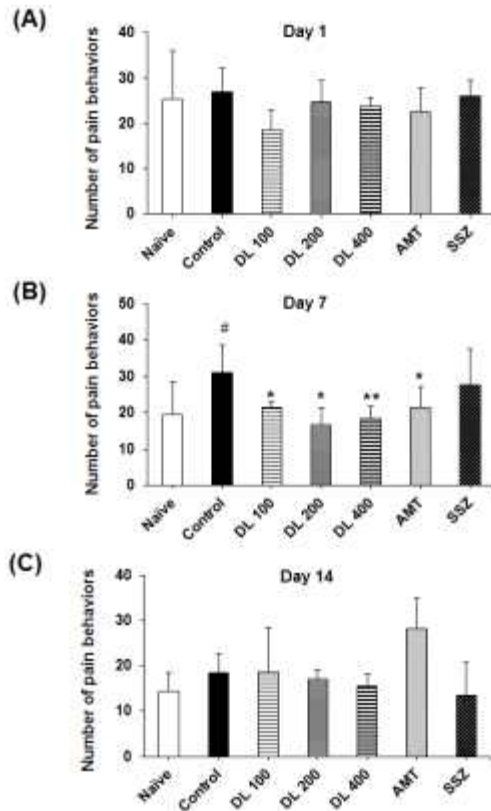 (A)
Day 1
Number of pain behaviors
40
30
20
10
0
Naïve
Control
DL 100
DL 200
DL 400
AMT
SSZ
(B)
Day 7
Number of pain behaviors
50
40
30
20
10
0
#
*
*
**
*
Naïve
Control
DL 100
DL 200
DL 400
AMT
SSZ
(C)
Day 14
Number of pain behaviors
40
30
20
10
0
Naïve
Control
DL 100
DL 200
DL 400
AMT
SSZ